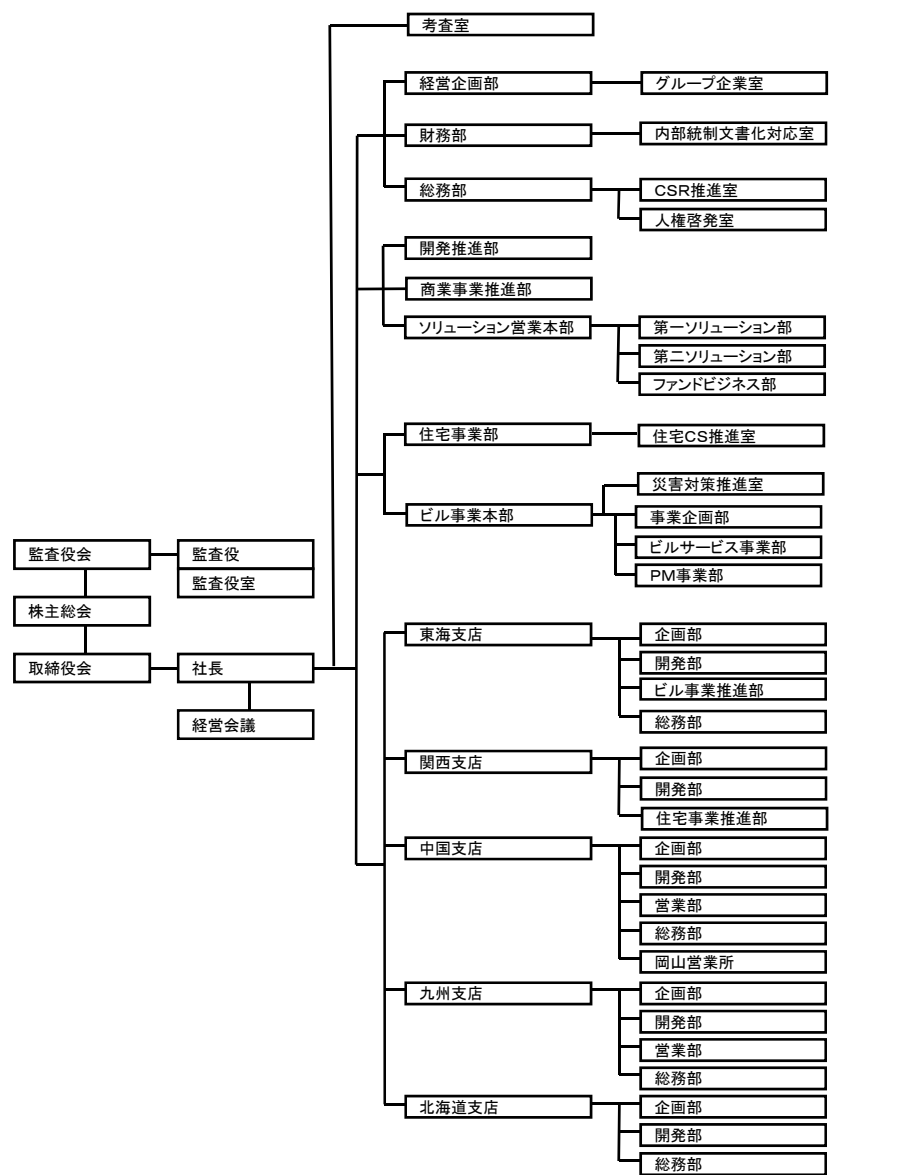 考査室
経営企画部
グループ企業室
財務部
内部統制文書化対応室
総務部
CSR推進室
人権啓発室
開発推進部
商業事業推進部
ソリューション営業本部
第一ソリューション部
第二ソリューション部
ファンドビジネス部
住宅事業部
住宅CS推進室
ビル事業本部
災害対策推進室
事業企画部
ビルサービス事業部
PM事業部
監査役会
監査役
監査役室
株主総会
取締役会
社長
経営会議
東海支店
企画部
開発部
ビル事業推進部
総務部
関西支店
企画部
開発部
住宅事業推進部
中国支店
企画部
開発部
営業部
総務部
岡山営業所
九州支店
企画部
開発部
営業部
総務部
北海道支店
企画部
開発部
総務部